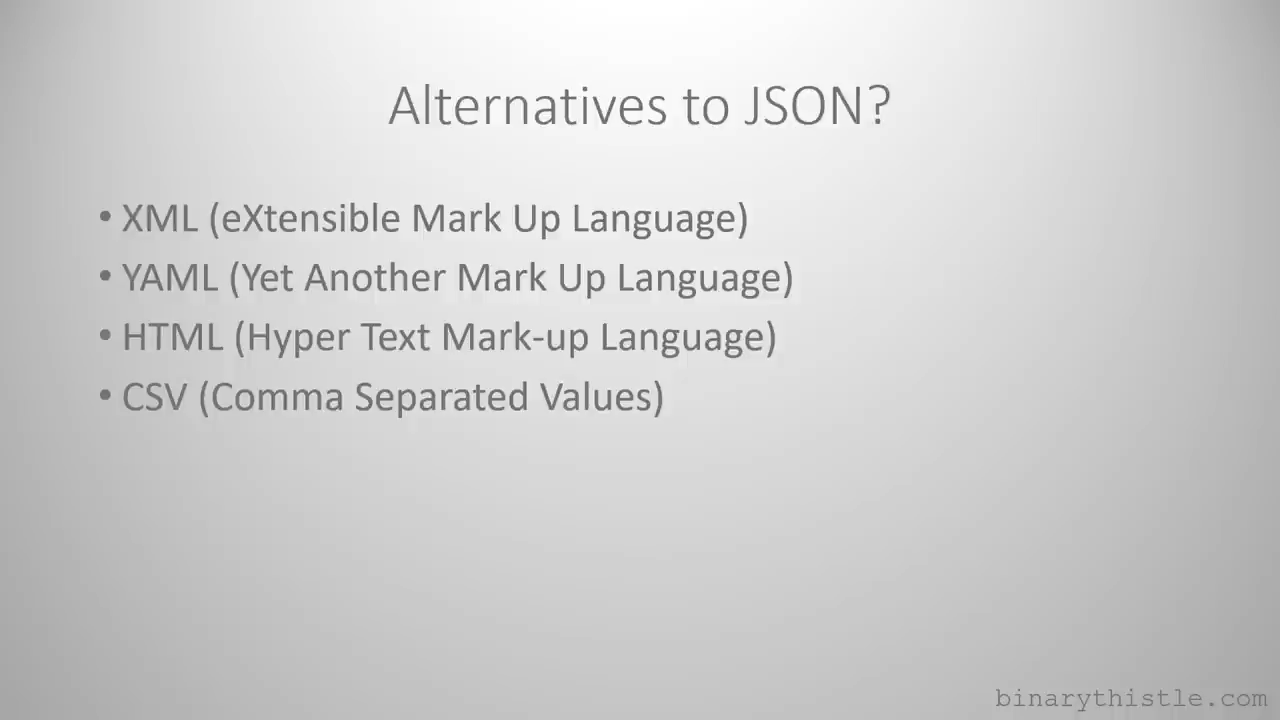 Alternatives to JSON?
• XML (eXtensible Mark Up Language)
• YAML (Yet Another Mark Up Language)
• HTML (Hyper Text Mark-up Language)
• CSV (Comma Separated Values)
binarythistle.com